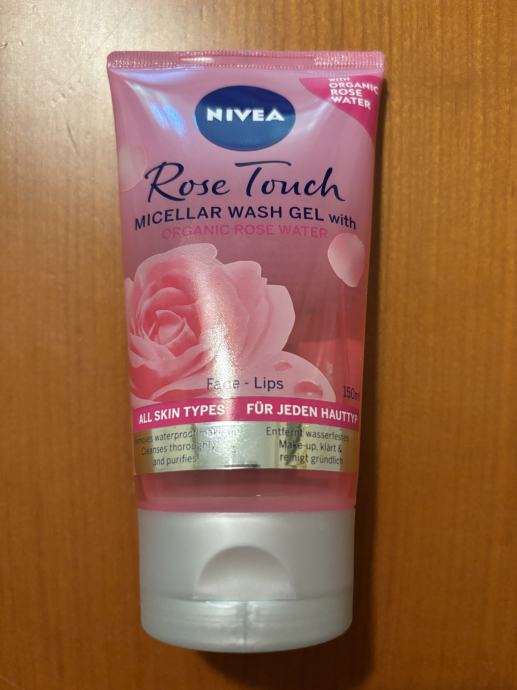 NIVEA
WITH
ORGANIC
ROSE
WATER
Rose Touch
MICELLAR WASH GEL with
ORGANIC ROSE WATER
Face - Lips
150ml
ALL SKIN TYPES FÜR JEDEN HAUTTYP
Removes waterproof make-up
Cleanses thoroughly
and purifies
Entfernt wasserfestes
Make-up, klärt &
reinigt gründlich